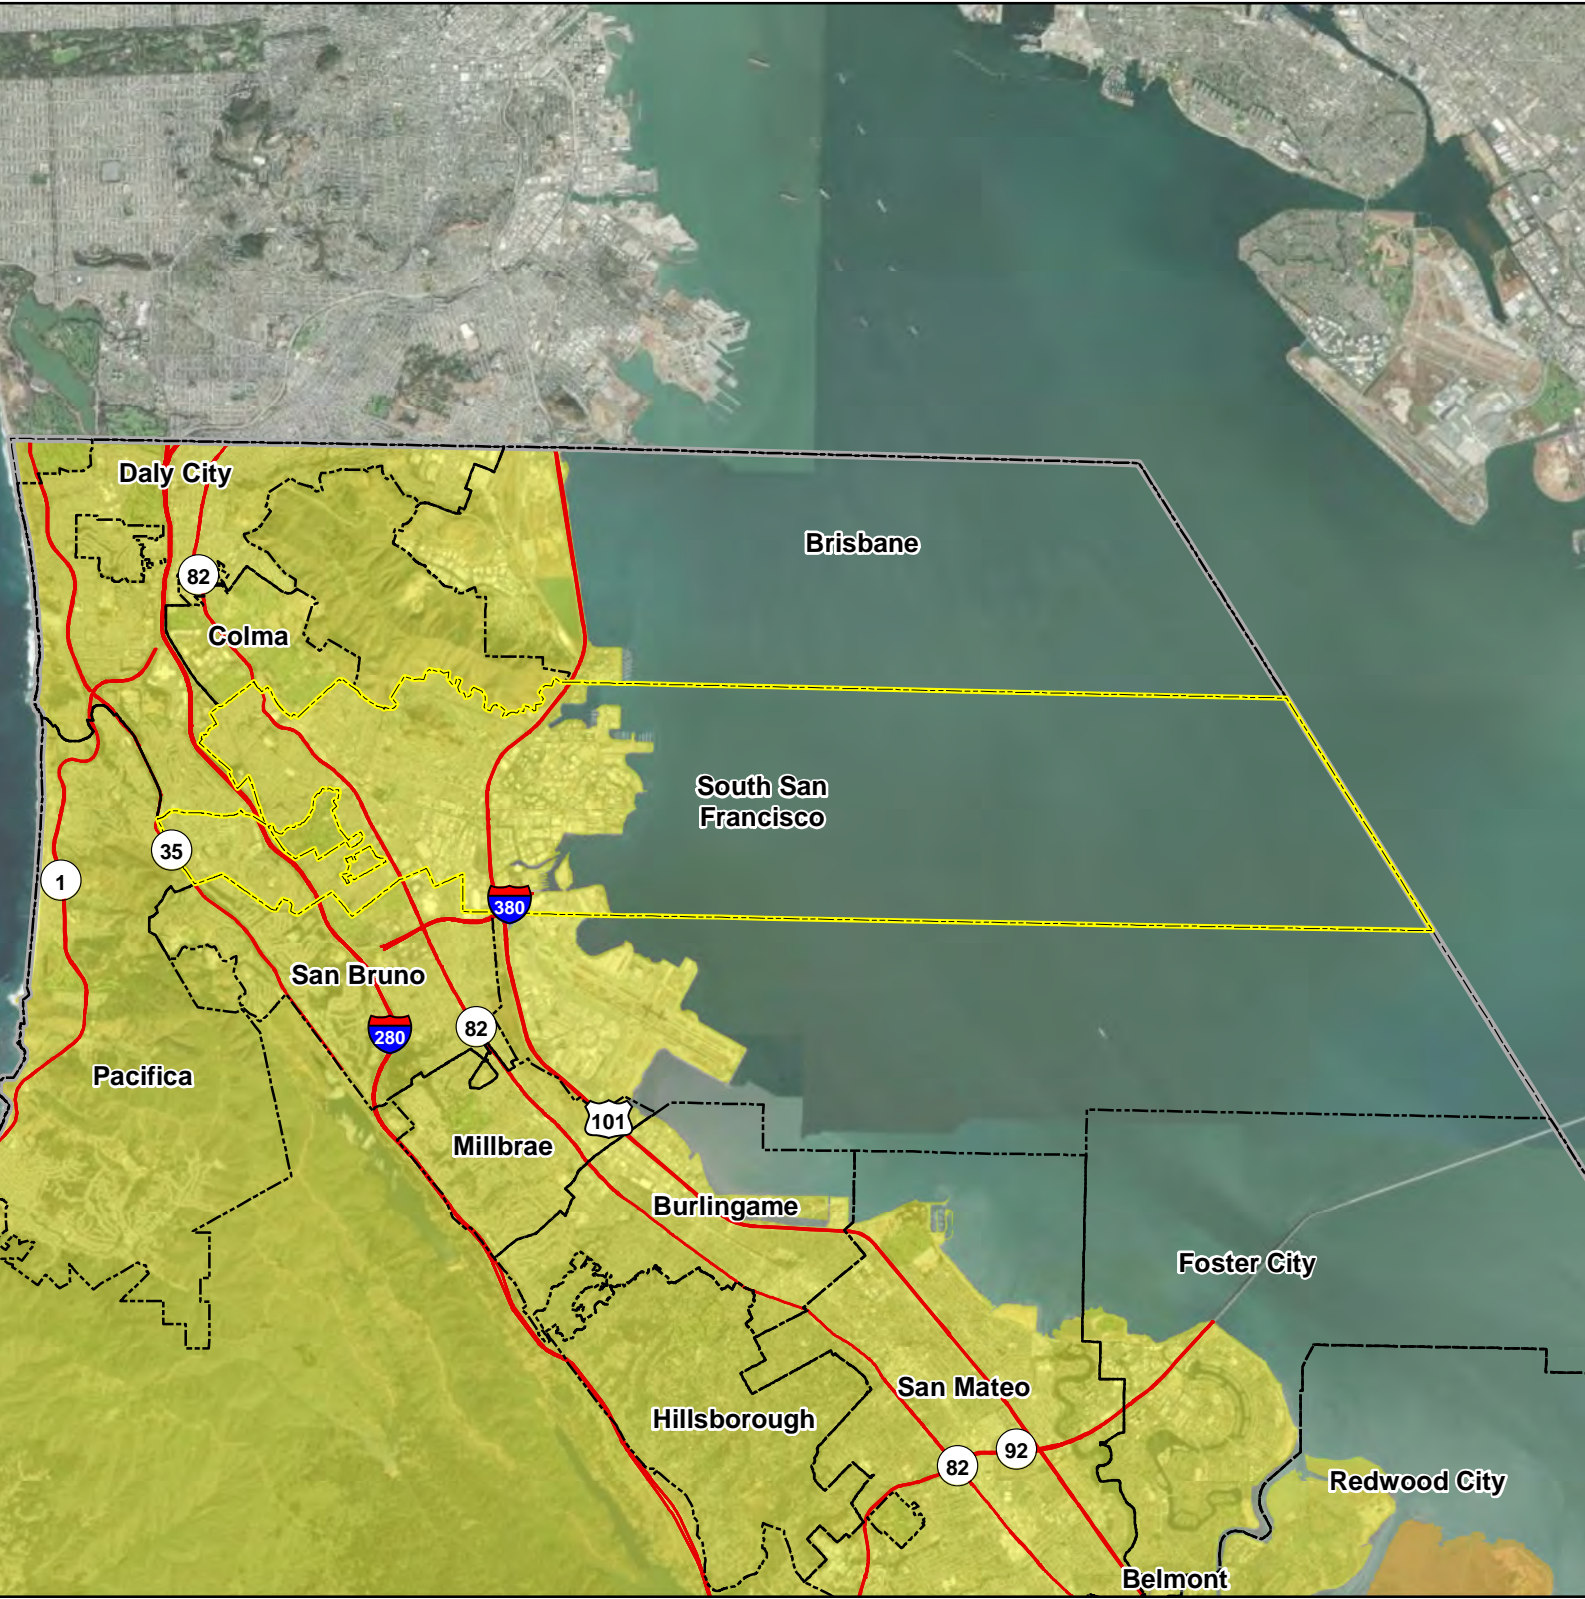 Daly City
Brisbane
82
Colma
South San
Francisco
35
1
380
San Bruno
82
280
Pacifica
101
Millbrae
Burlingame
Foster City
San Mateo
Hillsborough
92
82
Redwood City
Belmont